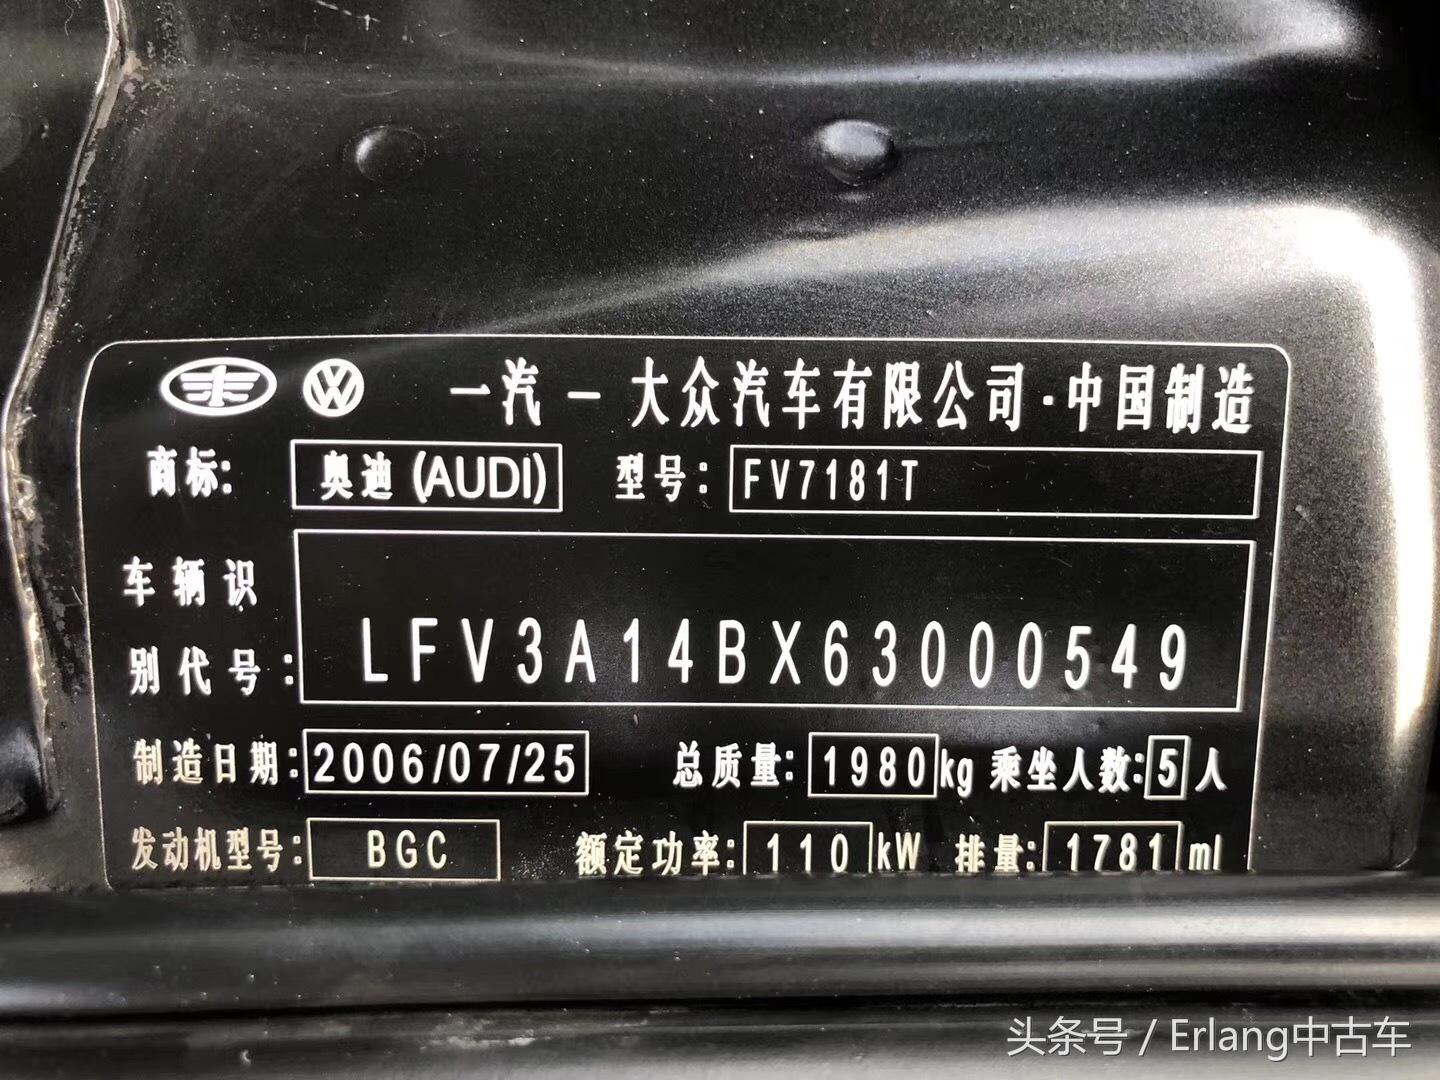 一汽－大众汽车有限公司·中国制造
商标: 奥迪 (AUDI) 型号: FV7181T
车辆识
别代号: LFV3A14BX63000549
制造日期: 2006/07/25 总质量: 1980 kg 乘坐人数: 5 人
发动机型号: BGC 额定功率: 110 kW 排量: 1781 ml
头条号 / Erlang中古车